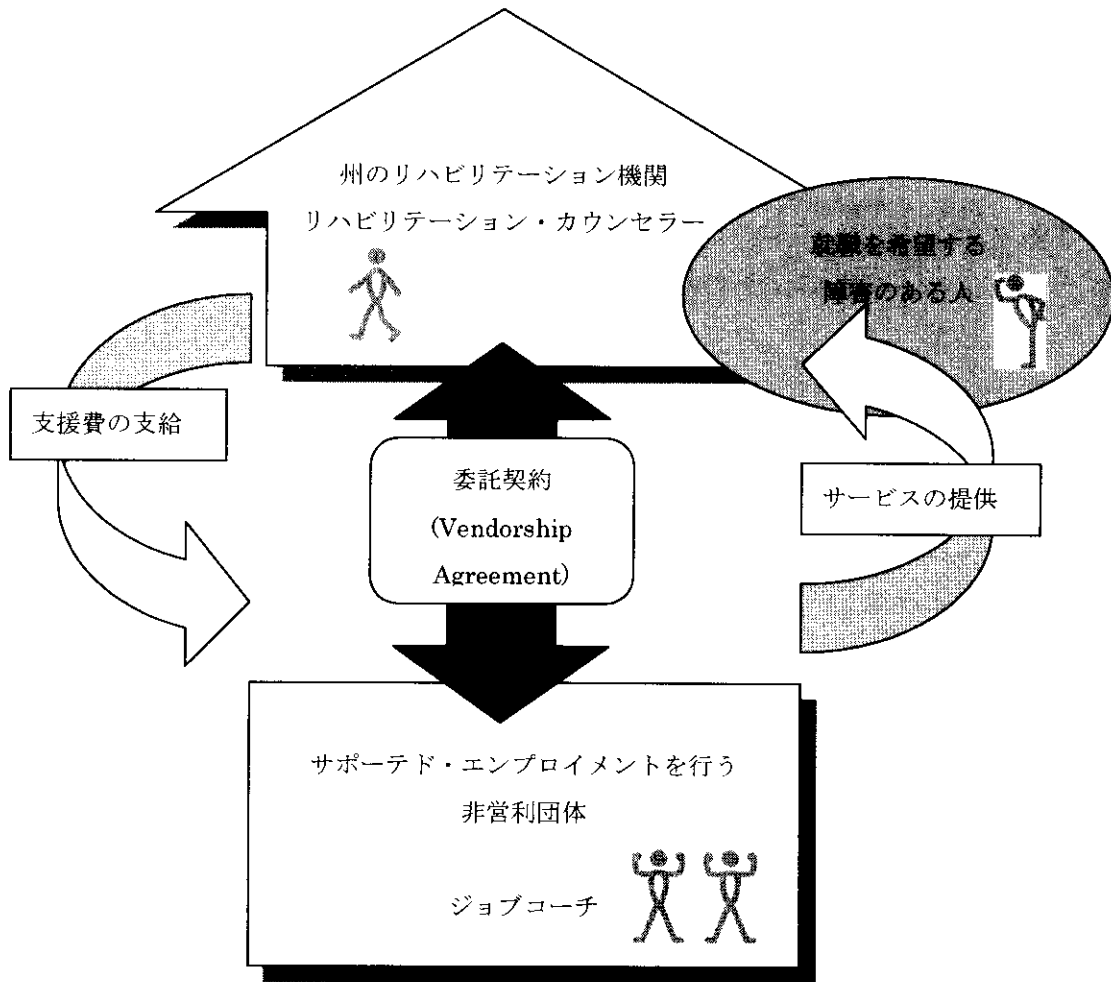 州のリハビリテーション機関
リハビリテーション・カウンセラー
就職を希望する
障害のある人
支援費の支給
委託契約
(Vendorship
Agreement)
サービスの提供
サポーテド・エンプロイメントを行う
非営利団体
ジョブコーチ